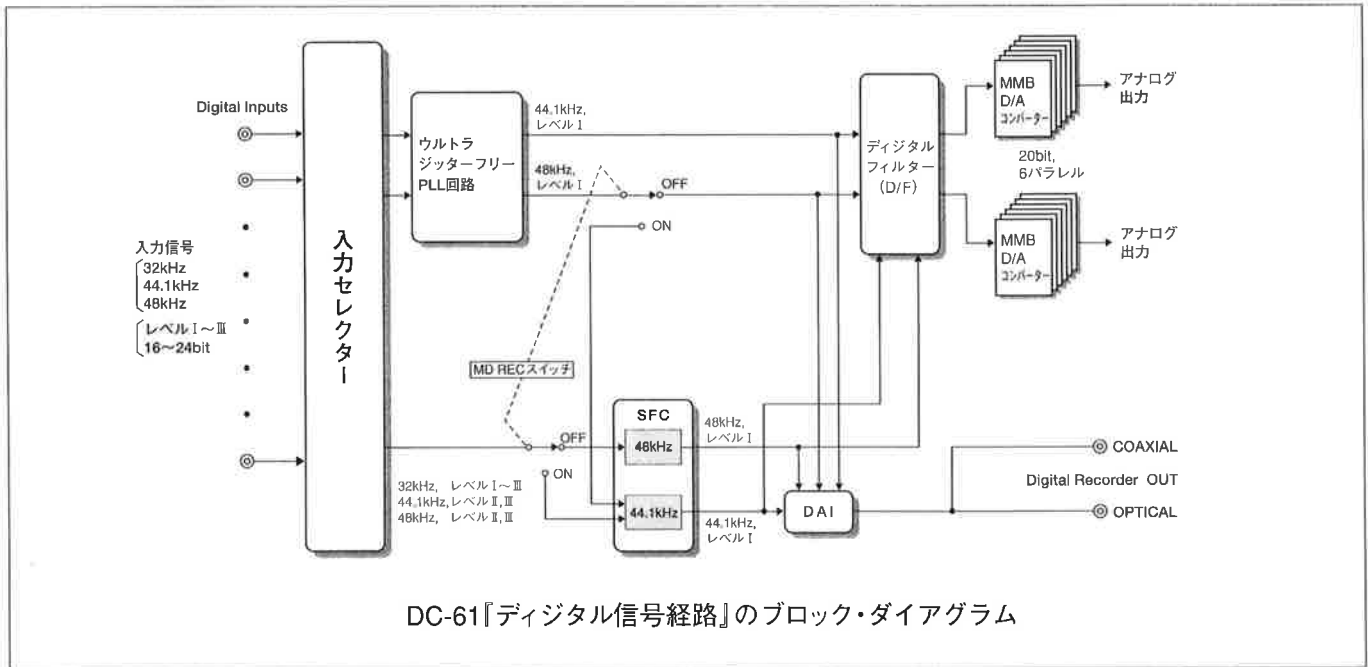 Digital Inputs
入力信号
32kHz
44.1kHz
48kHz
レベルⅠ～Ⅲ
16～24bit
入力セレクター
ウルトラ
ジッターフリー
PLL回路
44.1kHz,
レベルⅠ
48kHz,
レベルⅠ
OFF
ON
MD RECスイッチ
OFF
ON
32kHz, レベルⅠ～Ⅲ
44.1kHz, レベルⅡ,Ⅲ
48kHz, レベルⅡ,Ⅲ
SFC
48kHz
44.1kHz
48kHz,
レベルⅠ
44.1kHz,
レベルⅠ
DAI
ディジタル
フィルター
(D/F)
MMB
D/A
コンバーター
アナログ
出力
20bit,
6パラレル
MMB
D/A
コンバーター
アナログ
出力
COAXIAL
Digital Recorder OUT
OPTICAL
DC-61『ディジタル信号経路』のブロック・ダイアグラム